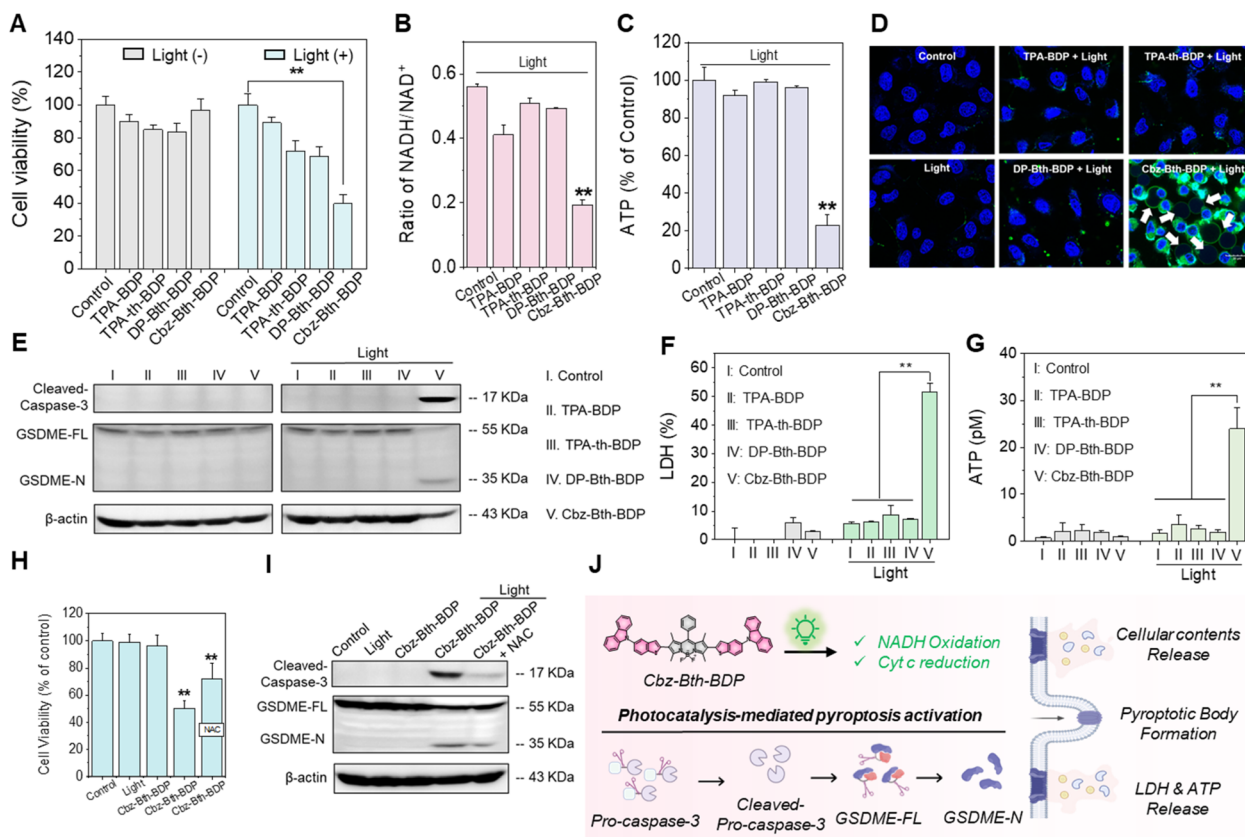 A
Cell viability (%)
140
120
100
80
60
40
20
0
Light (-)
Light (+)
**
Control
TPA-BDP
TPA-th-BDP
DP-Bth-BDP
Cbz-Bth-BDP
Control
TPA-BDP
TPA-th-BDP
DP-Bth-BDP
Cbz-Bth-BDP
B
Ratio of NADH/NAD+
0.6
0.4
0.2
0.0
Light
**
Control
TPA-BDP
TPA-th-BDP
DP-Bth-BDP
Cbz-Bth-BDP
C
ATP (% of Control)
120
100
80
60
40
20
0
Light
**
Control
TPA-BDP
TPA-th-BDP
DP-Bth-BDP
Cbz-Bth-BDP
D
Control
TPA-BDP + Light
TPA-th-BDP + Light
Light
DP-Bth-BDP + Light
Cbz-Bth-BDP + Light
E
Light
I II III IV V
I II III IV V
Cleaved-
Caspase-3
-- 17 KDa
GSDME-FL
-- 55 KDa
GSDME-N
-- 35 KDa
β-actin
-- 43 KDa
I. Control
II. TPA-BDP
III. TPA-th-BDP
IV. DP-Bth-BDP
V. Cbz-Bth-BDP
F
LDH (%)
60
50
40
30
20
10
0
I: Control
II: TPA-BDP
III: TPA-th-BDP
IV: DP-Bth-BDP
V: Cbz-Bth-BDP
**
I II III IV V
I II III IV V
Light
G
ATP (pM)
40
30
20
10
0
I: Control
II: TPA-BDP
III: TPA-th-BDP
IV: DP-Bth-BDP
V: Cbz-Bth-BDP
**
I II III IV V
I II III IV V
Light
H
Cell Viability (% of control)
120
100
80
60
40
20
0
**
**
NAC
Control
Light
Cbz-Bth-BDP
Cbz-Bth-BDP
Cbz-Bth-BDP
I
Light
Control
Light
Cbz-Bth-BDP
Cbz-Bth-BDP
Cbz-Bth-BDP
+ NAC
Cleaved-
Caspase-3
-- 17 KDa
GSDME-FL
-- 55 KDa
GSDME-N
-- 35 KDa
β-actin
-- 43 KDa
J
Cbz-Bth-BDP
✓ NADH Oxidation
✓ Cyt c reduction
Photocatalysis-mediated pyroptosis activation
Pro-caspase-3
Cleaved-
Pro-caspase-3
GSDME-FL
GSDME-N
Cellular contents
Release
Pyroptotic Body
Formation
LDH & ATP
Release